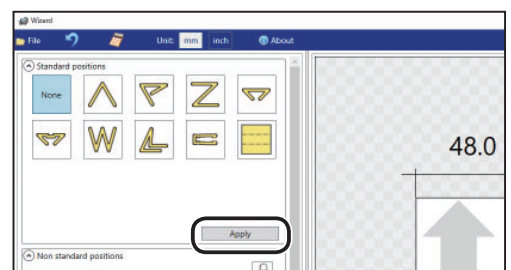 Wizard
File
Unit: mm inch
About
Standard positions
None
48.0
Apply
Non standard positions